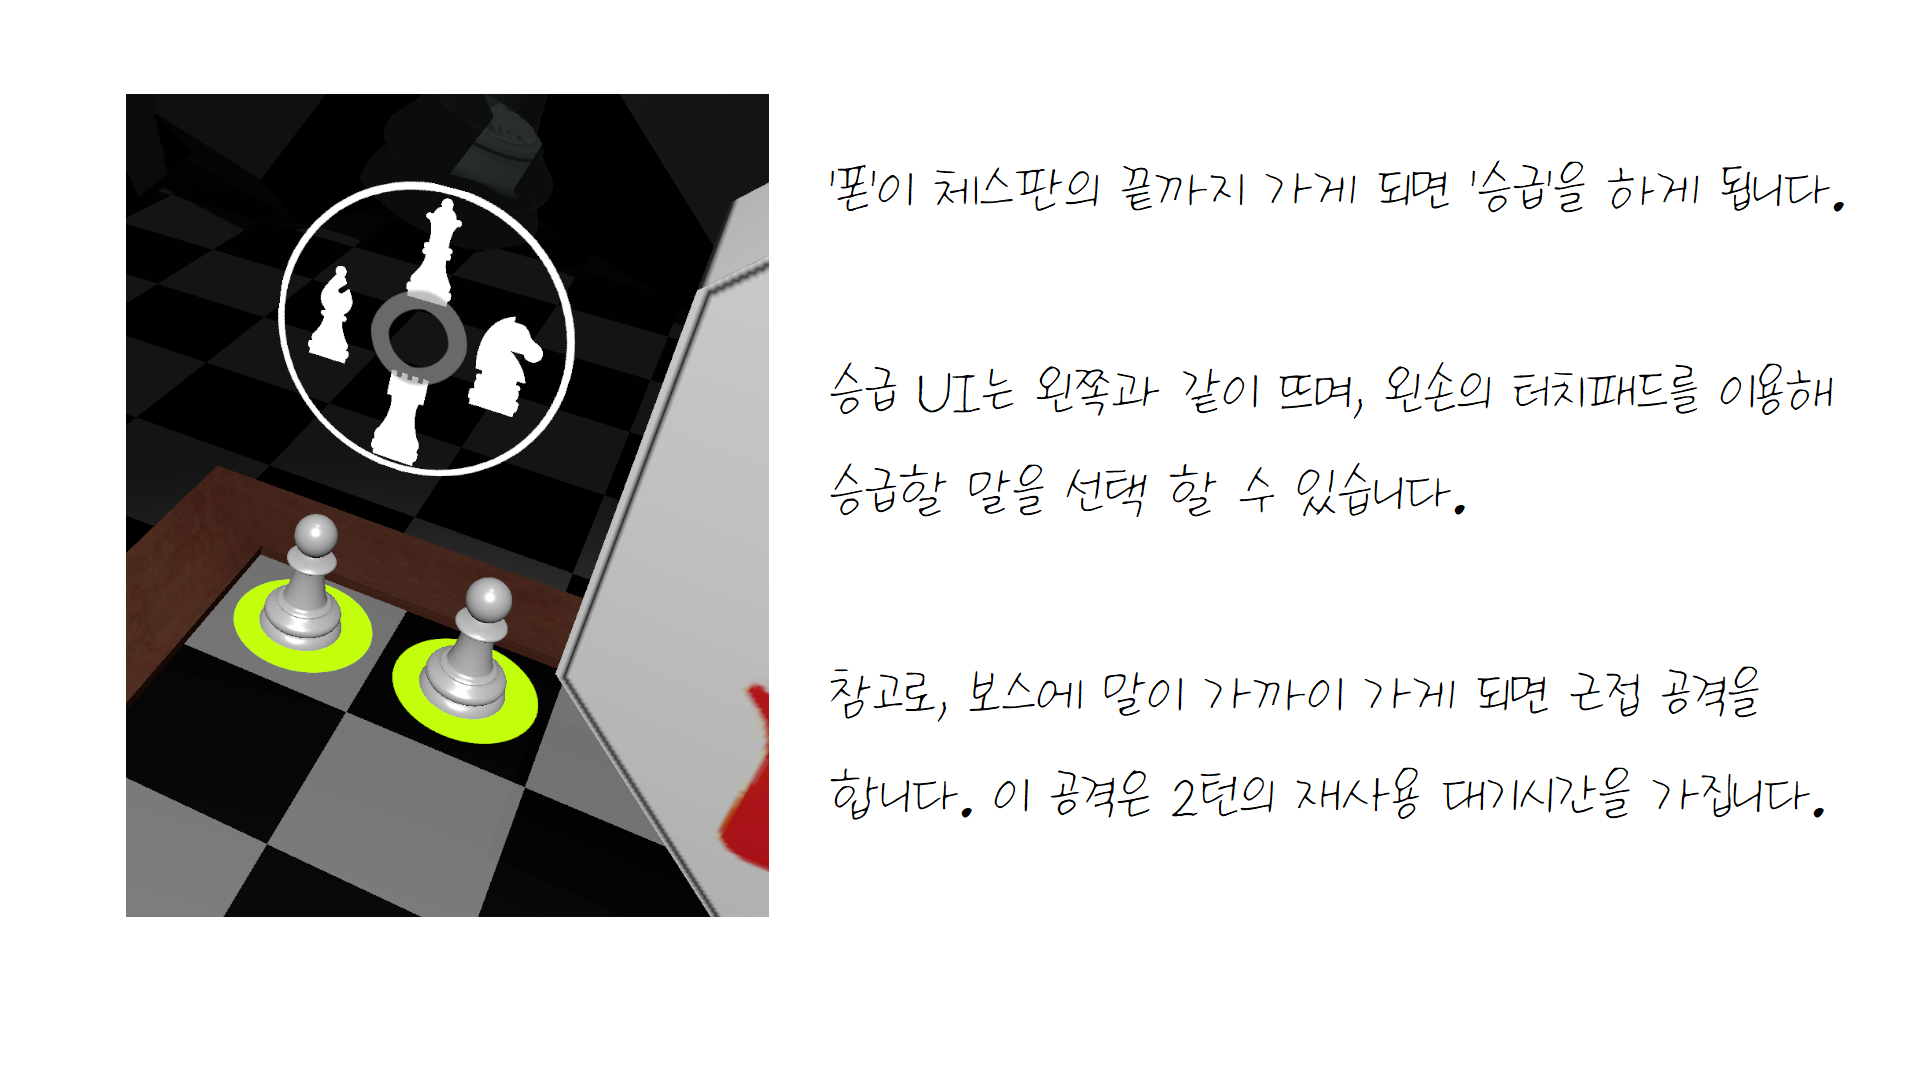 '폰'이 체스판의 끝까지 가게 되면 '승급'을 하게 됩니다.
승급 UI는 왼쪽과 같이 뜨며, 왼손의 터치패드를 이용해
승급할 말을 선택 할 수 있습니다.
참고로, 보스에 말이 가까이 가게 되면 근접 공격을
합니다. 이 공격은 2턴의 재사용 대기시간을 가집니다.